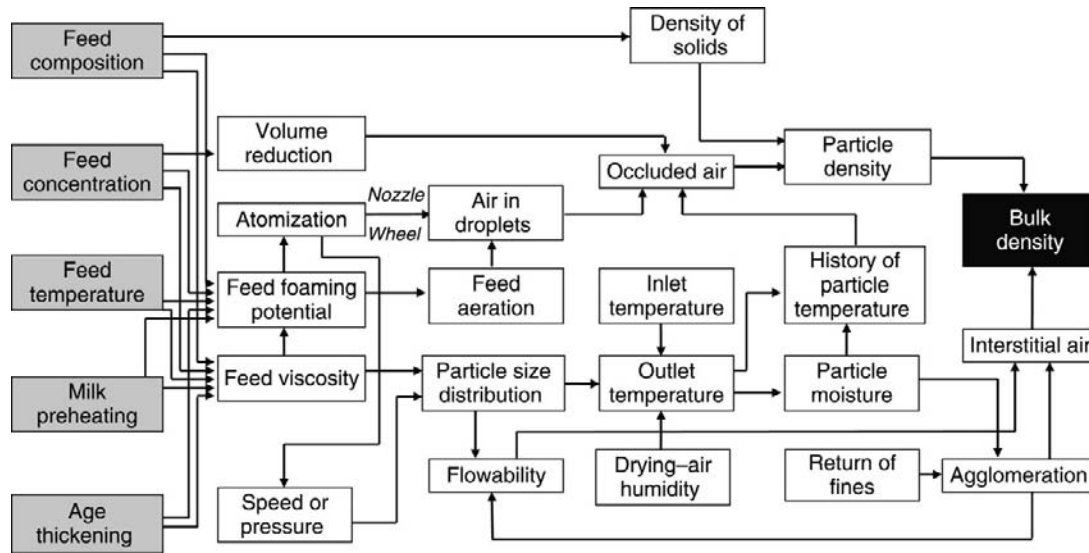 Feed
composition
Density of
solids
Feed
concentration
Volume
reduction
Occluded air
Particle
density
Nozzle
Wheel
Atomization
Air in
droplets
Bulk
density
Feed
temperature
Feed foaming
potential
Feed
aeration
Inlet
temperature
History of
particle
temperature
Interstitial air
Milk
preheating
Feed viscosity
Particle size
distribution
Outlet
temperature
Particle
moisture
Age
thickening
Speed or
pressure
Flowability
Drying–air
humidity
Return of
fines
Agglomeration